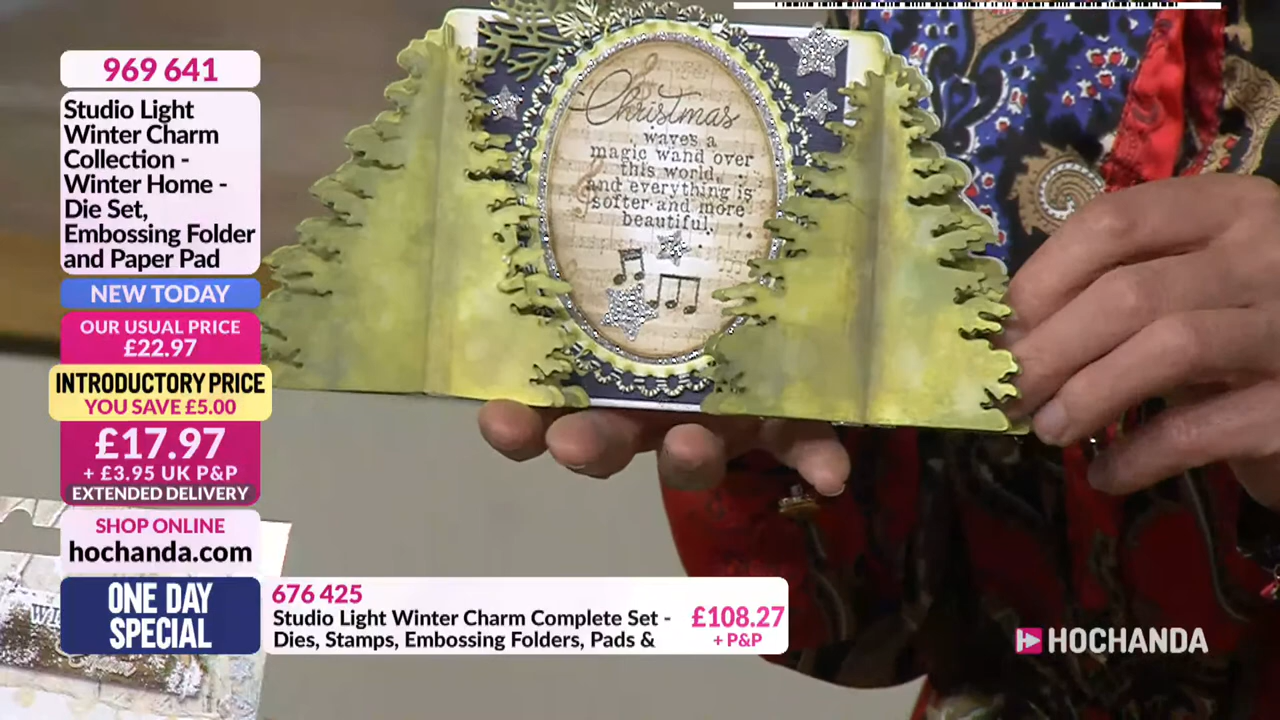 969 641
Studio Light
Winter Charm
Collection -
Winter Home -
Die Set,
Embossing Folder
and Paper Pad
NEW TODAY
OUR USUAL PRICE
£22.97
INTRODUCTORY PRICE
YOU SAVE £5.00
£17.97
+ £3.95 UK P&P
EXTENDED DELIVERY
SHOP ONLINE
hochanda.com
ONE DAY
SPECIAL
676 425
Studio Light Winter Charm Complete Set -
Dies, Stamps, Embossing Folders, Pads &
£108.27
+ P&P
HOCHANDA
Christmas
waves a
magic wand over
this world,
and everything is
softer and more
beautiful.